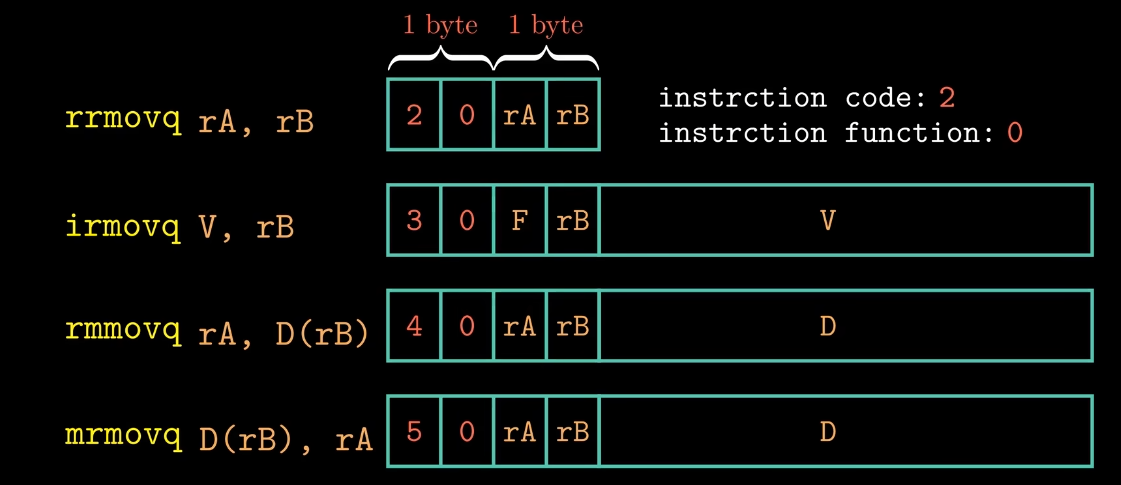 1 byte 1 byte
rrmovq rA, rB 2 0 rA rB
instrction code: 2
instrction function: 0
irmovq V, rB 3 0 F rB V
rmmovq rA, D(rB) 4 0 rA rB D
mrmovq D(rB), rA 5 0 rA rB D